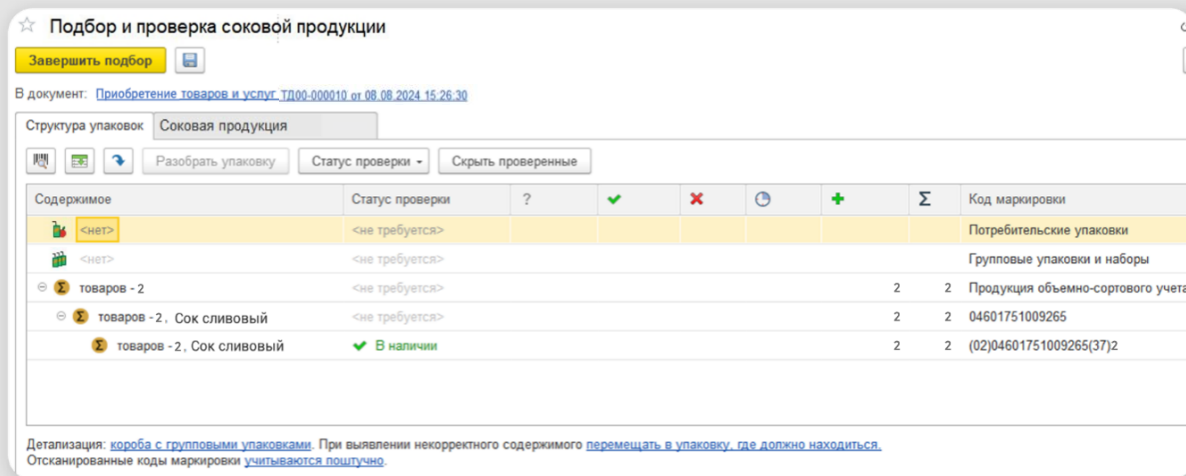 Подбор и проверка соковой продукции
Завершить подбор
В документ: Приобретение товаров и услуг ТД00-000010 от 08.08.2024 15:26:30
Структура упаковок Соковая продукция
Разобрать упаковку Статус проверки Скрыть проверенные
Содержимое Статус проверки ? Σ Код маркировки
<нет> <не требуется> Потребительские упаковки
<нет> <не требуется> Групповые упаковки и наборы
Σ товаров - 2 <не требуется> 2 2 Продукция объемно-сортового учета
Σ товаров - 2, Сок сливовый <не требуется> 2 2 04601751009265
Σ товаров - 2, Сок сливовый В наличии 2 2 (02)04601751009265(37)2
Детализация: короба с групповыми упаковками. При выявлении некорректного содержимого перемещать в упаковку, где должно находиться.
Отсканированные коды маркировки учитываются поштучно.